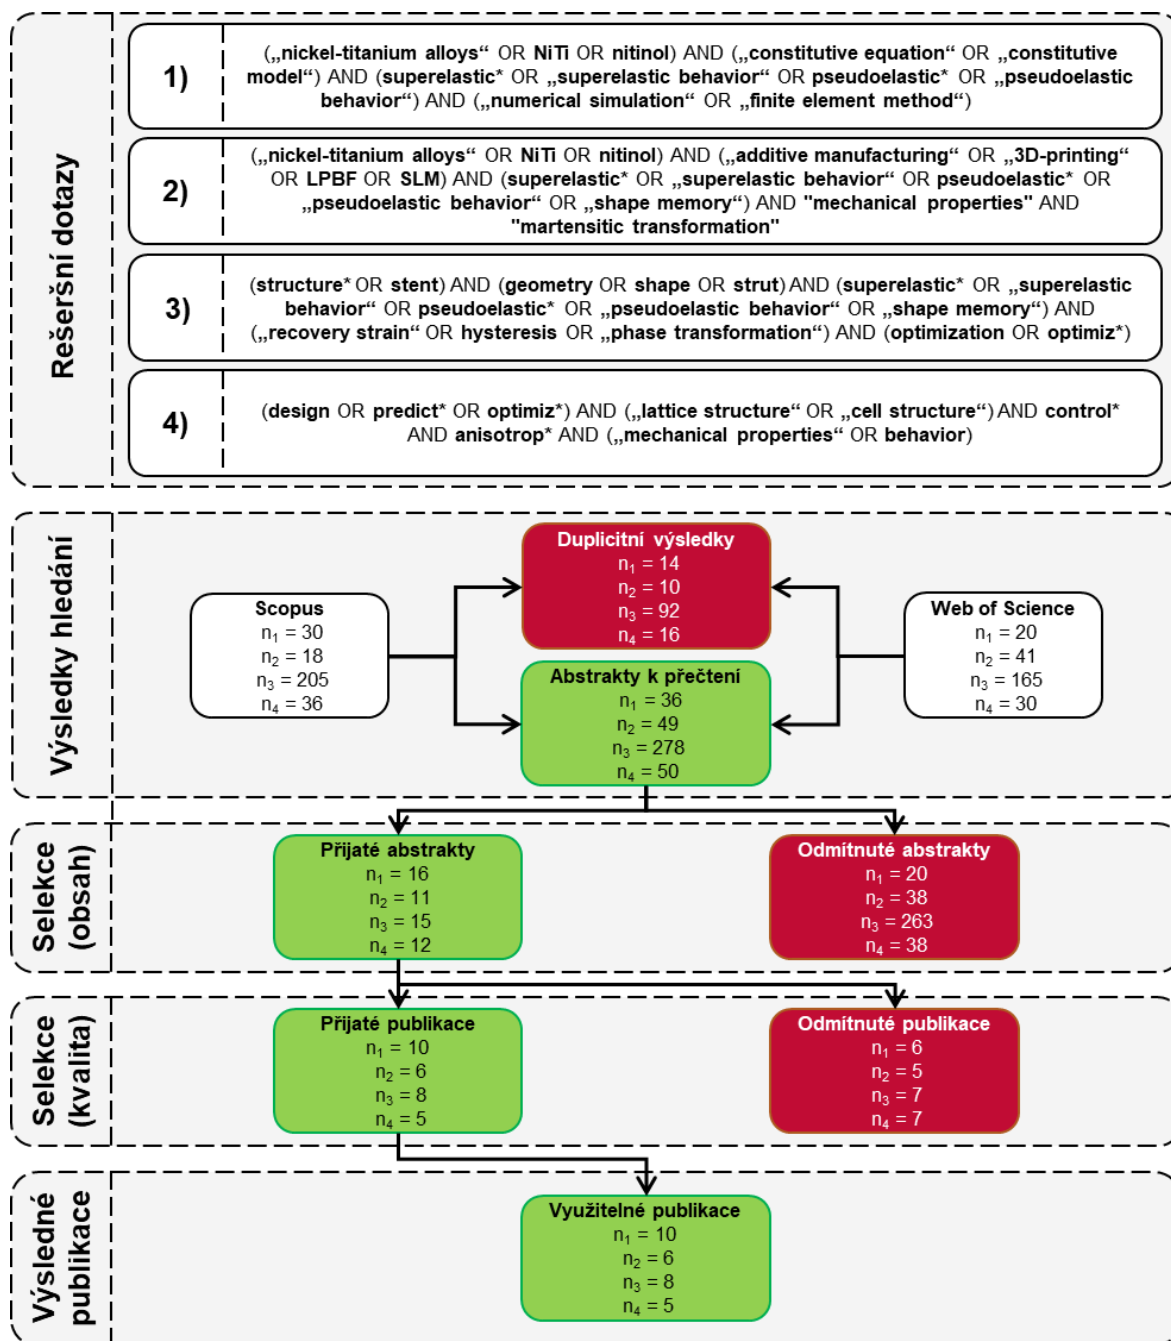 Rešeršní dotazy
1)
(„nickel-titanium alloys“ OR NiTi OR nitinol) AND („constitutive equation“ OR „constitutive
model“) AND (superelastic* OR „superelastic behavior“ OR pseudoelastic* OR „pseudoelastic
behavior“) AND („numerical simulation“ OR „finite element method“)
2)
(„nickel-titanium alloys“ OR NiTi OR nitinol) AND („additive manufacturing“ OR „3D-printing“
OR LPBF OR SLM) AND (superelastic* OR „superelastic behavior“ OR pseudoelastic* OR
„pseudoelastic behavior“ OR „shape memory“) AND "mechanical properties" AND
"martensitic transformation"
3)
(structure* OR stent) AND (geometry OR shape OR strut) AND (superelastic* OR „superelastic
behavior“ OR pseudoelastic* OR „pseudoelastic behavior“ OR „shape memory“) AND
(„recovery strain“ OR hysteresis OR „phase transformation“) AND (optimization OR optimiz*)
4)
(design OR predict* OR optimiz*) AND („lattice structure“ OR „cell structure“) AND control*
AND anisotrop* AND („mechanical properties“ OR behavior)
Výsledky hledání
Duplicitní výsledky
n₁ = 14
n₂ = 10
n₃ = 92
n₄ = 16
Scopus
n₁ = 30
n₂ = 18
n₃ = 205
n₄ = 36
Web of Science
n₁ = 20
n₂ = 41
n₃ = 165
n₄ = 30
Abstrakty k přečtení
n₁ = 36
n₂ = 49
n₃ = 278
n₄ = 50
Selekce
(obsah)
Přijaté abstrakty
n₁ = 16
n₂ = 11
n₃ = 15
n₄ = 12
Odmítnuté abstrakty
n₁ = 20
n₂ = 38
n₃ = 263
n₄ = 38
Selekce
(kvalita)
Přijaté publikace
n₁ = 10
n₂ = 6
n₃ = 8
n₄ = 5
Odmítnuté publikace
n₁ = 6
n₂ = 5
n₃ = 7
n₄ = 7
Výsledné
publikace
Využitelné publikace
n₁ = 10
n₂ = 6
n₃ = 8
n₄ = 5